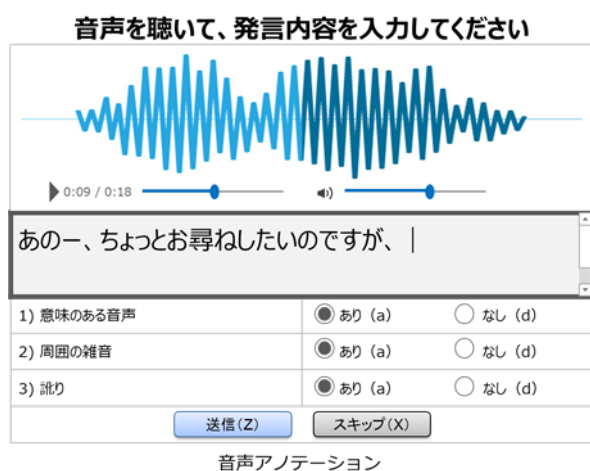 音声を聴いて、発言内容を入力してください
0:09 / 0:18
あのー、ちょっとお尋ねしたいのですが、
1) 意味のある音声 あり (a) なし (d)
2) 周囲の雑音 あり (a) なし (d)
3) 訛り あり (a) なし (d)
送信(Z) スキップ(X)
音声アノテーション